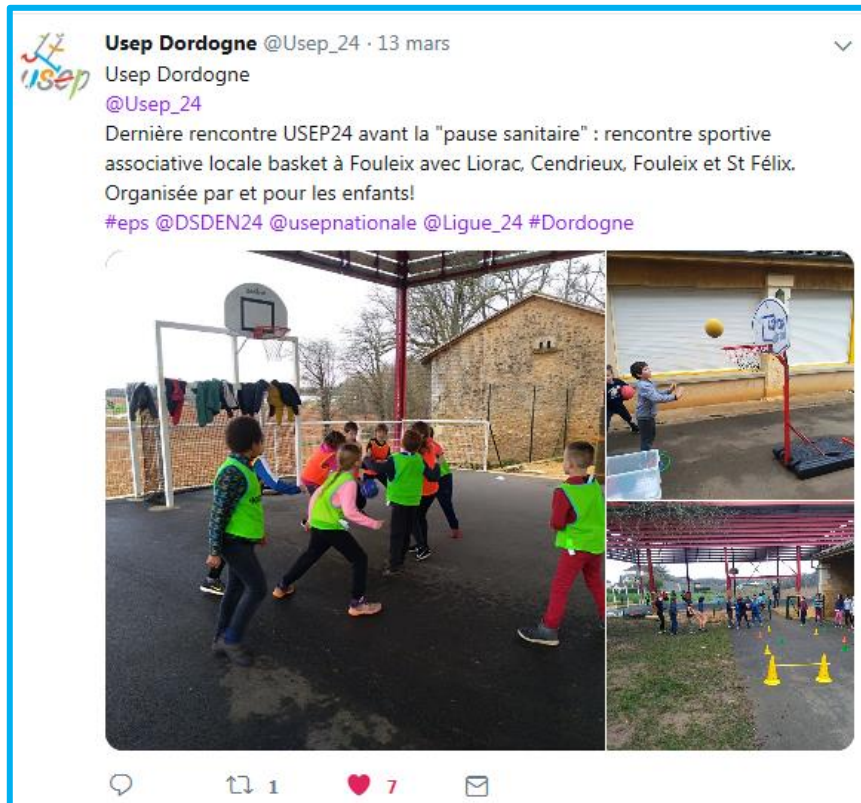 usep
Usep Dordogne @Usep_24 · 13 mars
Usep Dordogne
@Usep_24
Dernière rencontre USEP24 avant la "pause sanitaire" : rencontre sportive
associative locale basket à Fouleix avec Liorac, Cendrieux, Fouleix et St Félix.
Organisée par et pour les enfants!
#eps @DSDEN24 @usepnationale @Ligue_24 #Dordogne
1 7